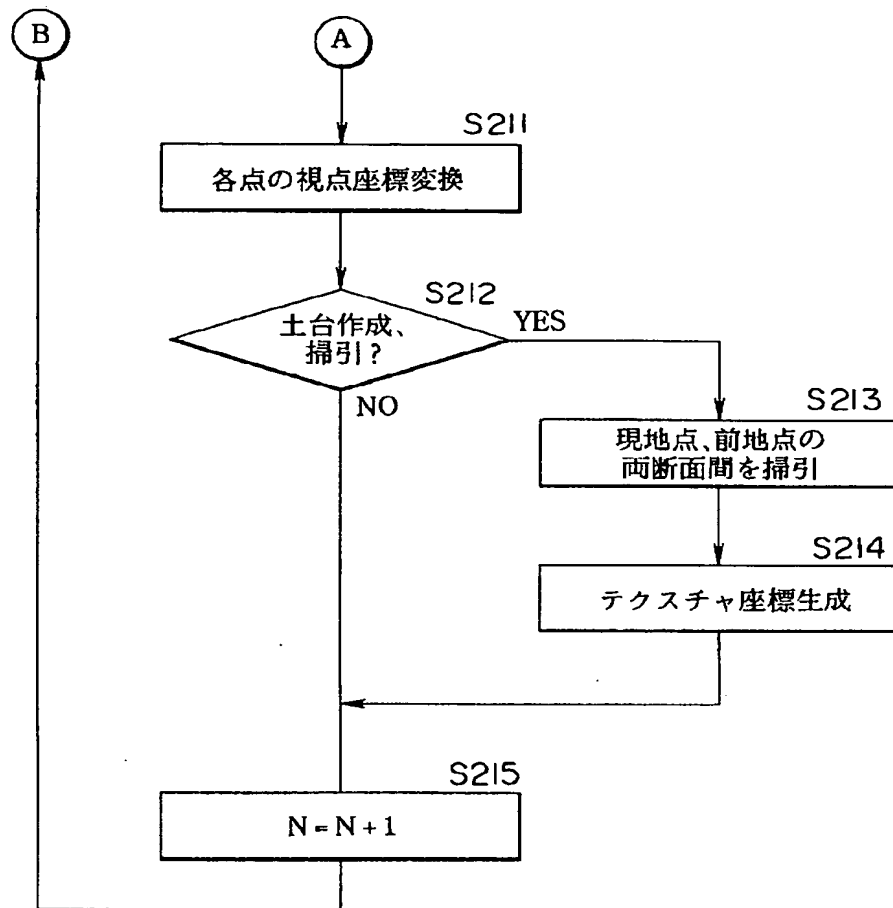 B
A
S211
各点の視点座標変換
S212
土台作成、
掃引?
YES
NO
S213
現地点、前地点の
両断面間を掃引
S214
テクスチャ座標生成
S215
N=N+1